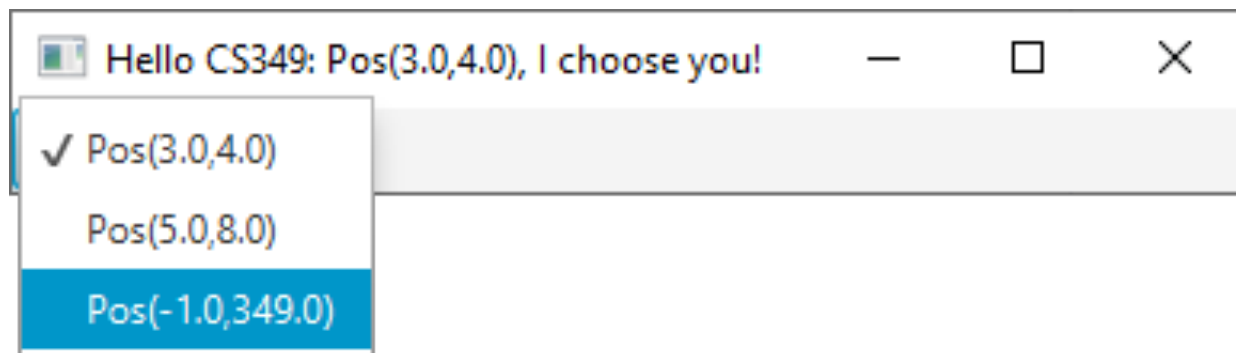 Hello CS349: Pos(3.0,4.0), I choose you!
Pos(3.0,4.0)
Pos(5.0,8.0)
Pos(-1.0,349.0)